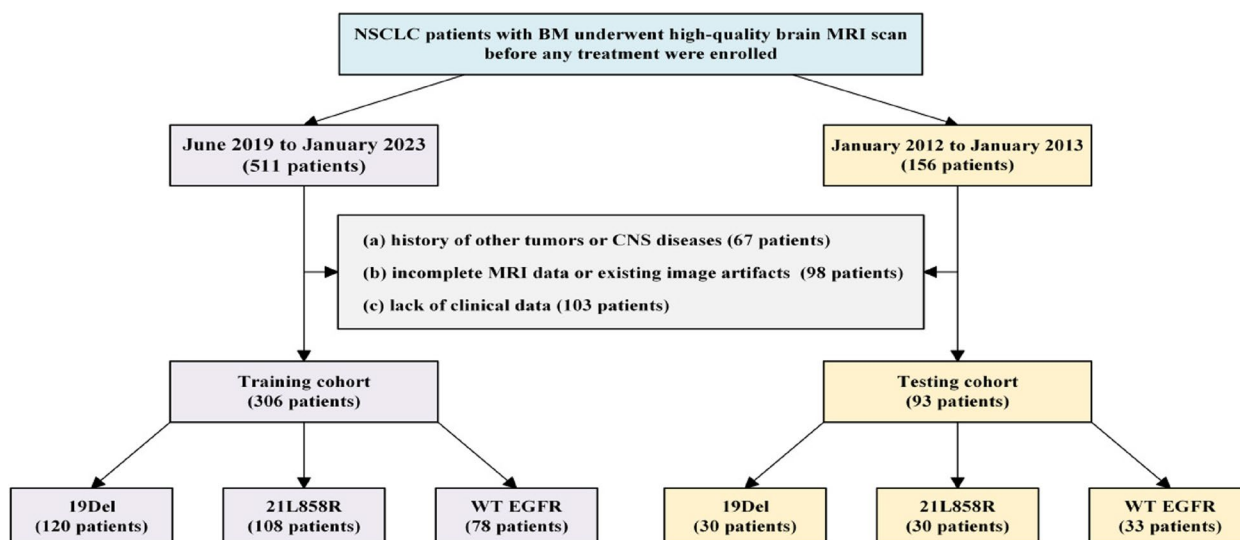 NSCLC patients with BM underwent high-quality brain MRI scan
before any treatment were enrolled
June 2019 to January 2023
(511 patients)
January 2012 to January 2013
(156 patients)
(a) history of other tumors or CNS diseases (67 patients)
(b) incomplete MRI data or existing image artifacts (98 patients)
(c) lack of clinical data (103 patients)
Training cohort
(306 patients)
Testing cohort
(93 patients)
19Del
(120 patients)
21L858R
(108 patients)
WT EGFR
(78 patients)
19Del
(30 patients)
21L858R
(30 patients)
WT EGFR
(33 patients)